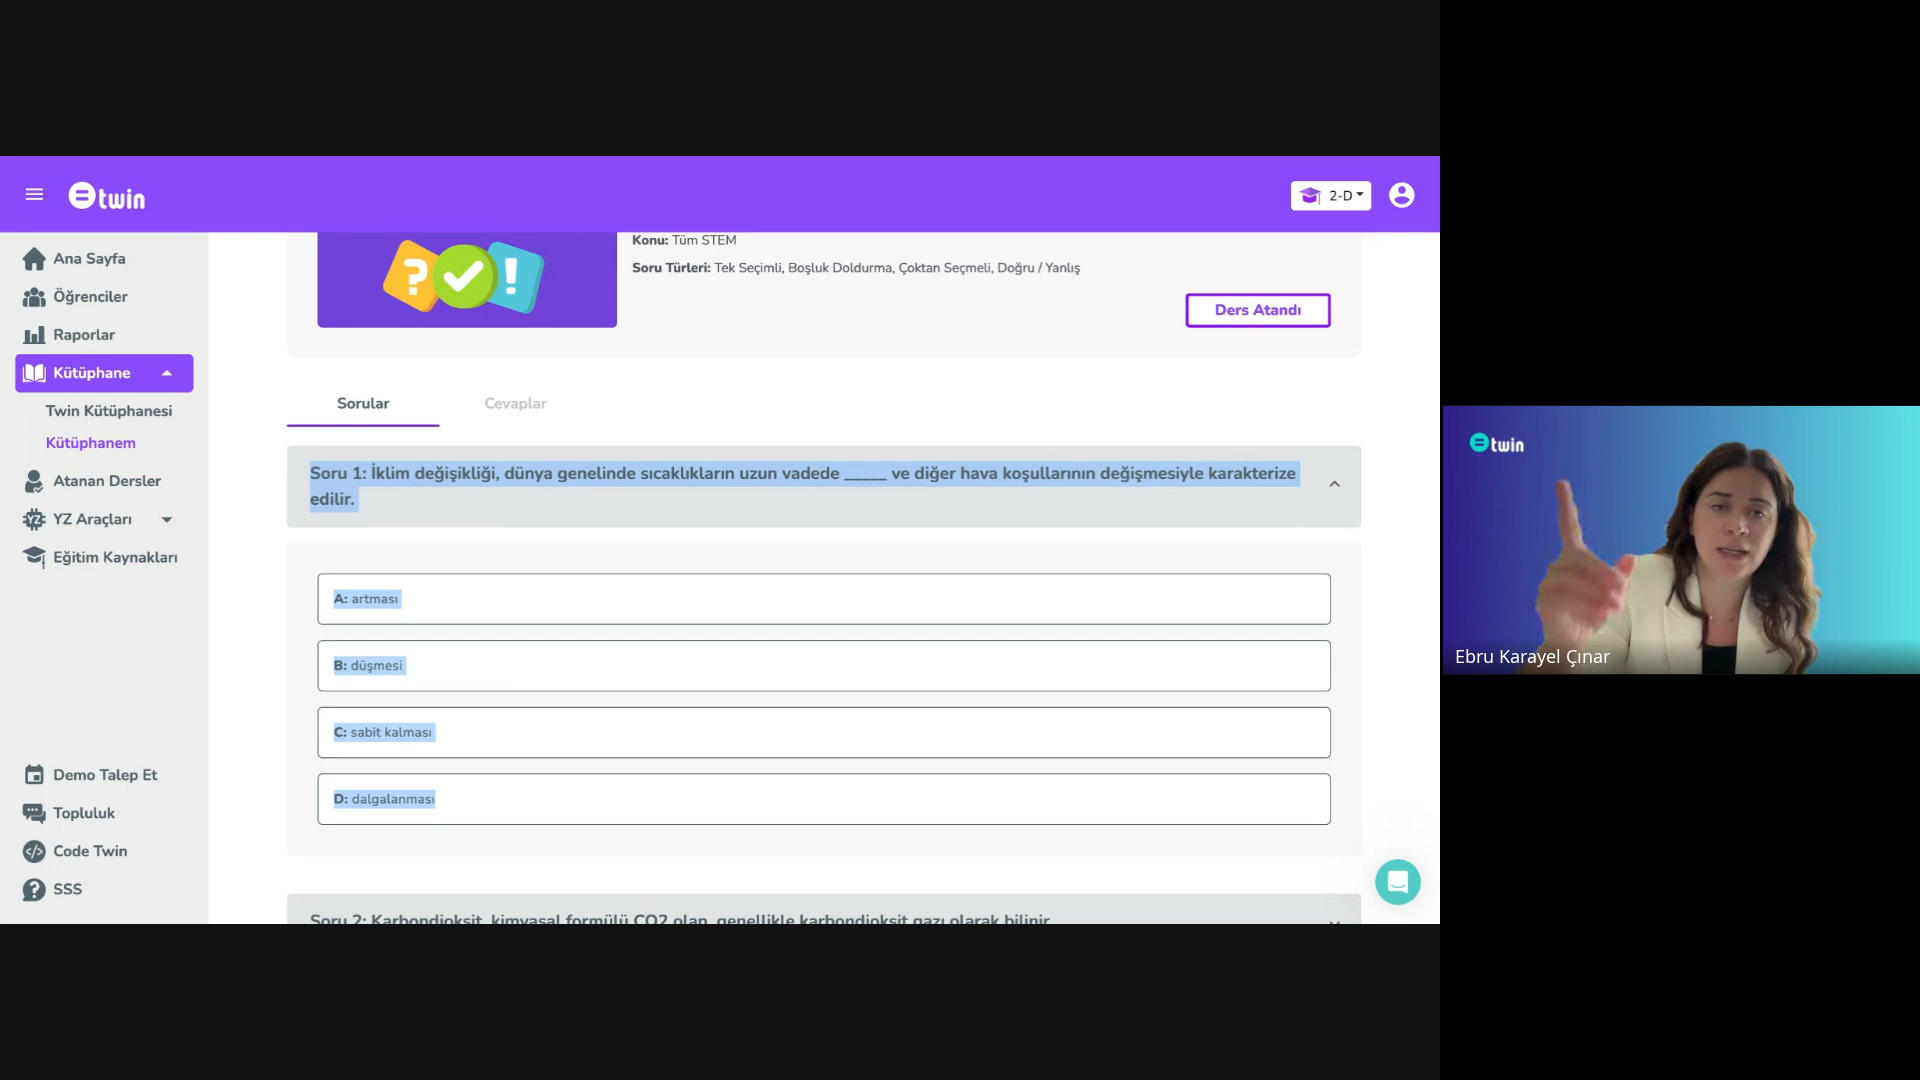 twin
2-D
Ana Sayfa
Öğrenciler
Raporlar
Kütüphane
Twin Kütüphanesi
Kütüphanem
Atanan Dersler
YZ Araçları
Eğitim Kaynakları
Demo Talep Et
Topluluk
Code Twin
SSS
Konu: Tüm STEM
Soru Türleri: Tek Seçimli, Boşluk Doldurma, Çoktan Seçmeli, Doğru / Yanlış
Ders Atandı
Sorular
Cevaplar
Soru 1: İklim değişikliği, dünya genelinde sıcaklıkların uzun vadede _____ ve diğer hava koşullarının değişmesiyle karakterize
edilir.
A: artması
B: düşmesi
C: sabit kalması
D: dalgalanması
Soru 2: Karbondioksit, kimyasal formülü CO2 olan, genellikle karbondioksit gazı olarak bilinir.
twin
Ebru Karayel Çınar